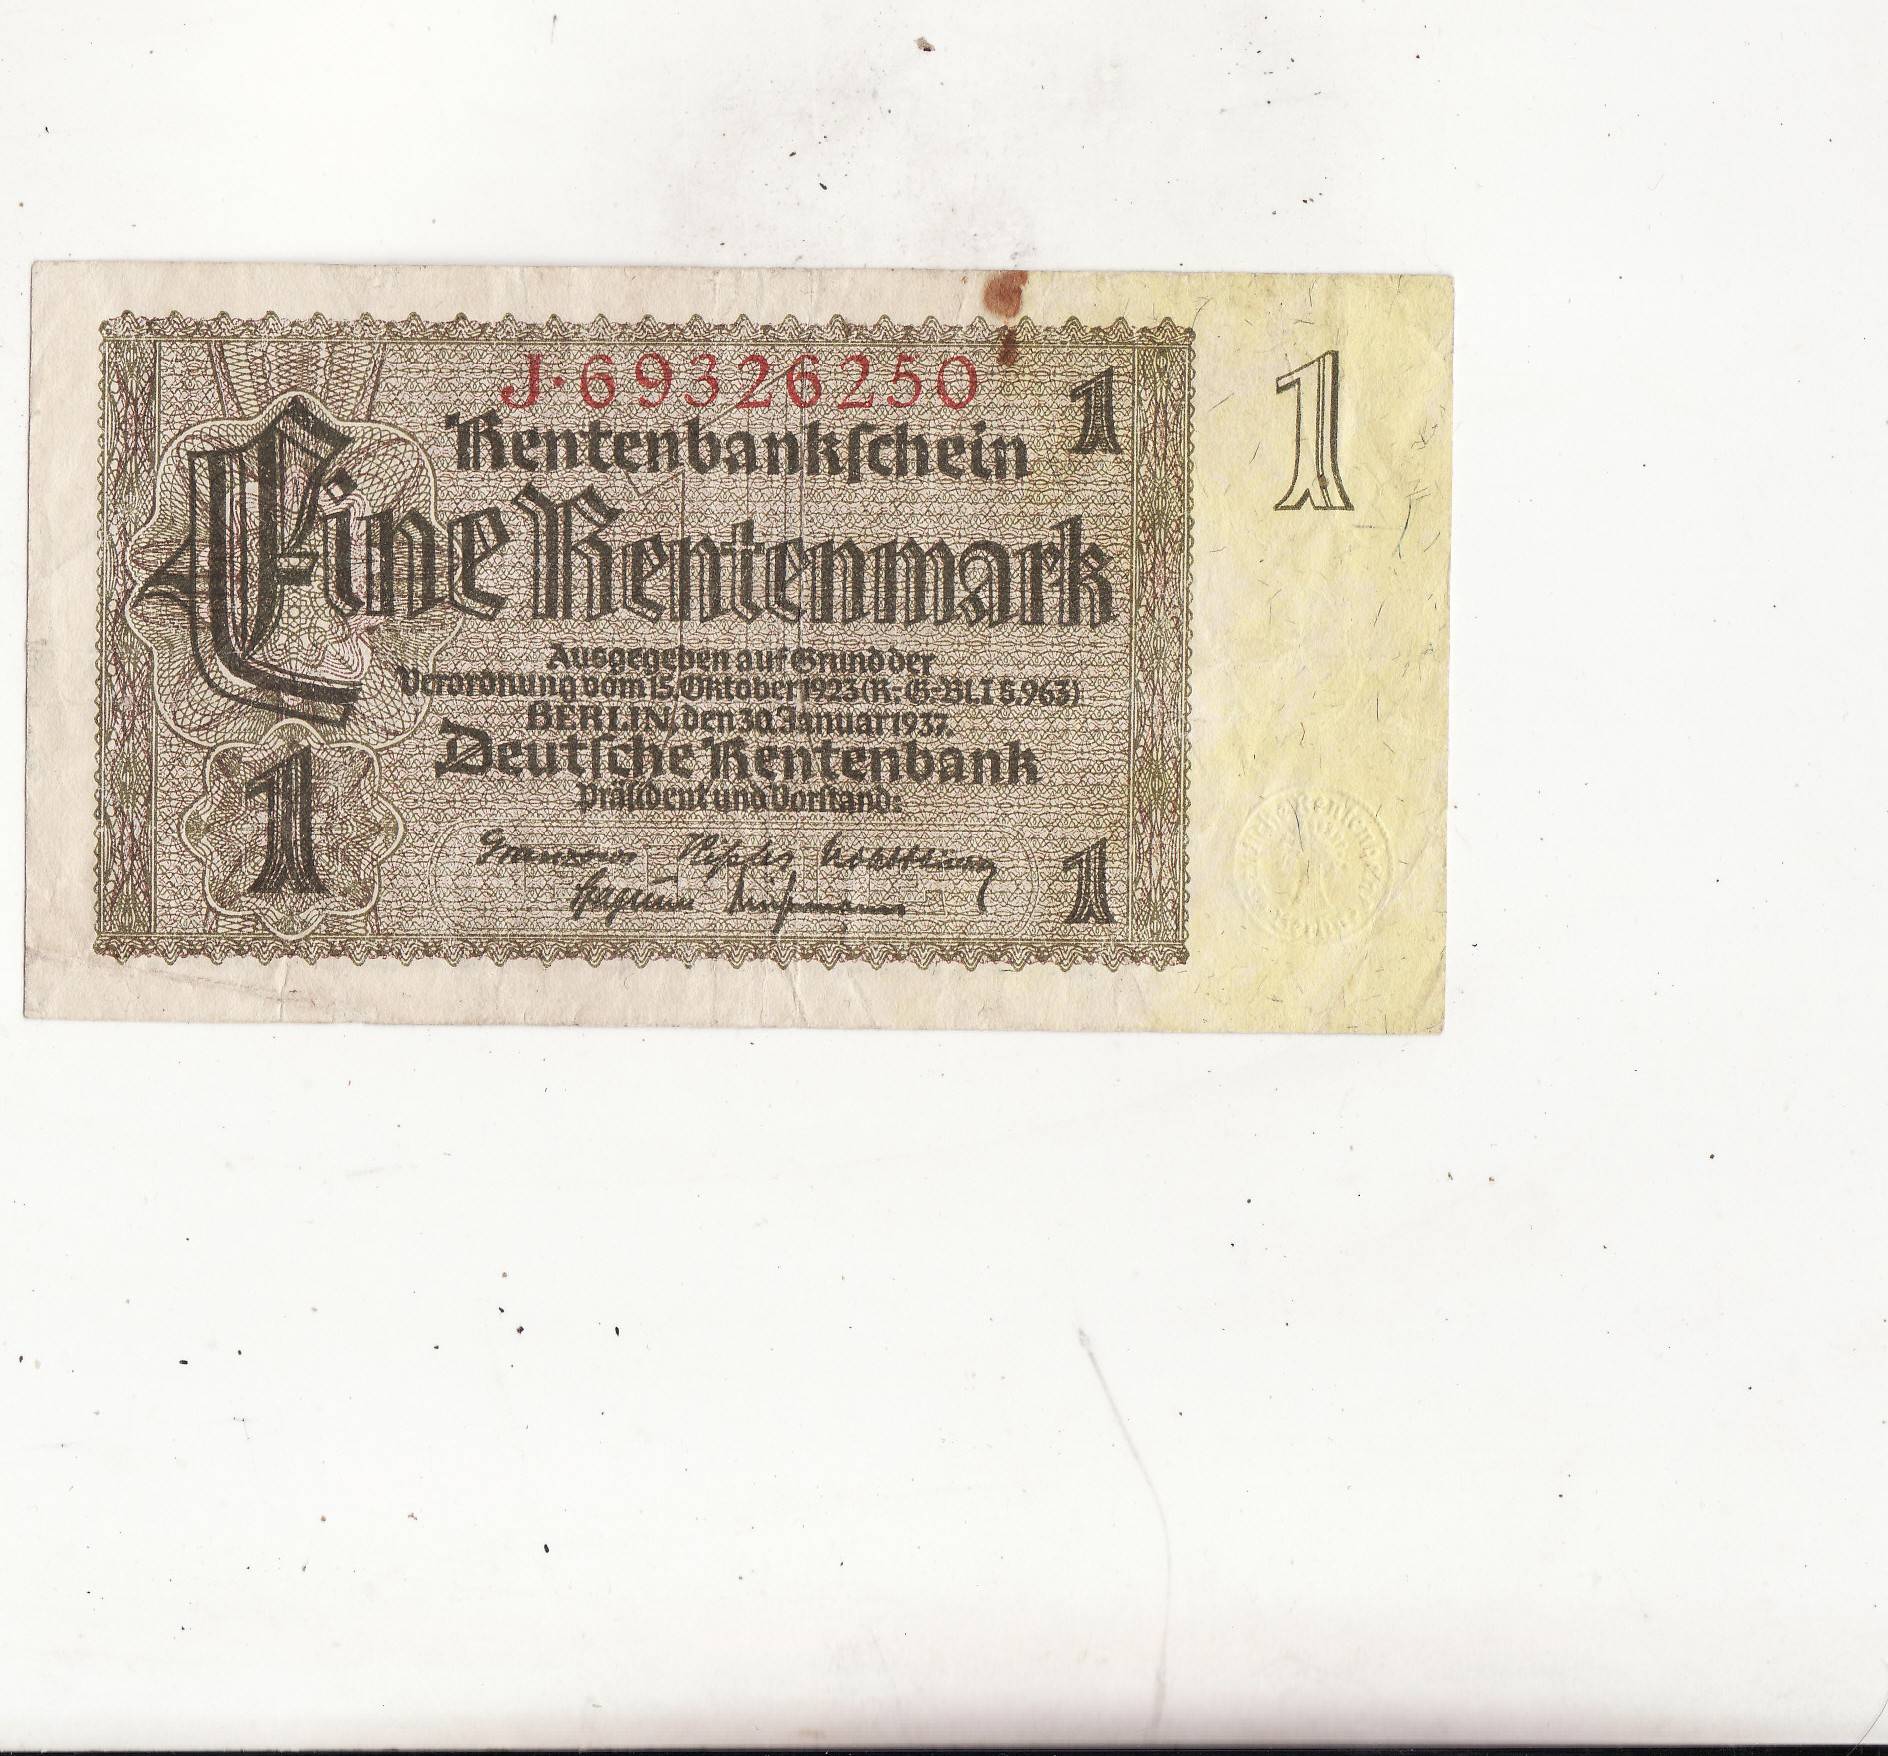 J·69326250
Rentenbankſchein
1
1
Eine Rentenmark
Ausgegeben auf Grund der
Verordnung vom 15. Oktober 1923 (R.-G-Bl. I S. 963)
BERLIN, den 30. Januar 1937.
Deutſche Rentenbank
Präſident und Vorſtand:
1
1